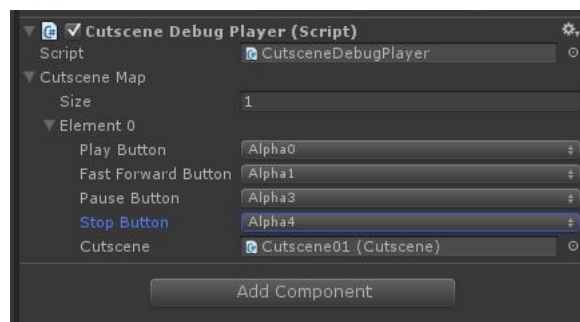 Cutscene Debug Player (Script)
Script CutsceneDebugPlayer
Cutscene Map
Size 1
Element 0
Play Button Alpha0
Fast Forward Button Alpha1
Pause Button Alpha3
Stop Button Alpha4
Cutscene Cutscene01 (Cutscene)
Add Component